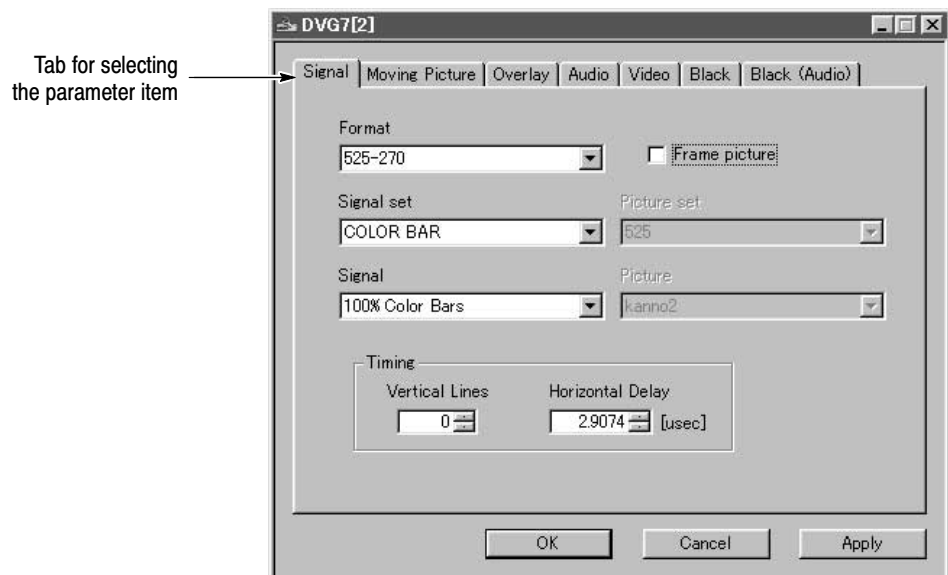 DVG7[2]
Tab for selecting
the parameter item
Signal Moving Picture Overlay Audio Video Black Black (Audio)
Format
525-270
Frame picture
Signal set Picture set
COLOR BAR 525
Signal Picture
100% Color Bars kanno2
Timing
Vertical Lines Horizontal Delay
0 2.9074 [usec]
OK Cancel Apply